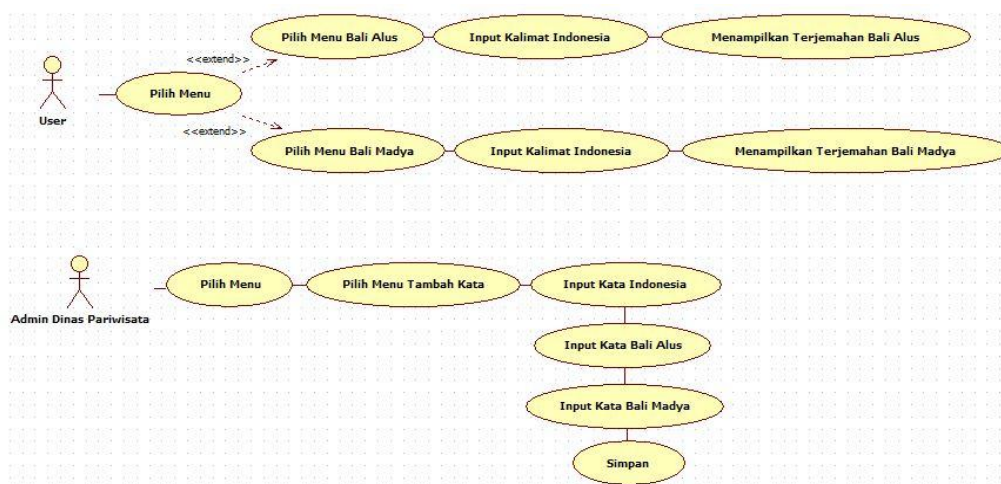 Pilih Menu Bali Alus
Input Kalimat Indonesia
Menampilkan Terjemahan Bali Alus
<<extend>>
Pilih Menu
User
<<extend>>
Pilih Menu Bali Madya
Input Kalimat Indonesia
Menampilkan Terjemahan Bali Madya
Pilih Menu
Pilih Menu Tambah Kata
Input Kata Indonesia
Admin Dinas Pariwisata
Input Kata Bali Alus
Input Kata Bali Madya
Simpan